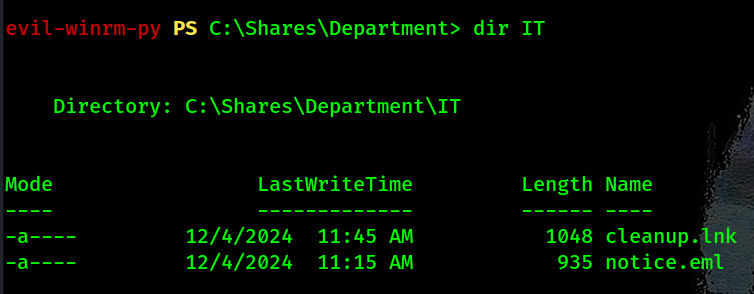 evil-winrm-py PS C:\Shares\Department> dir IT
Directory: C:\Shares\Department\IT
Mode LastWriteTime Length Name
---- ------------- ------ ----
-a---- 12/4/2024 11:45 AM 1048 cleanup.lnk
-a---- 12/4/2024 11:15 AM 935 notice.eml